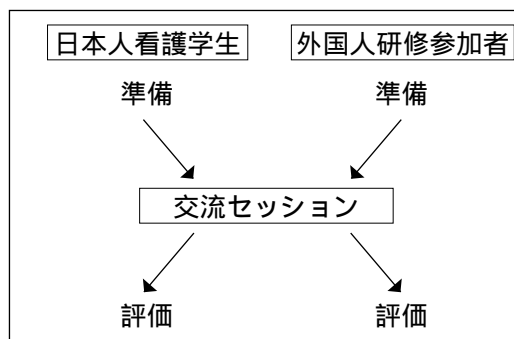 日本人看護学生 外国人研修参加者
準備 準備
交流セッション
評価 評価